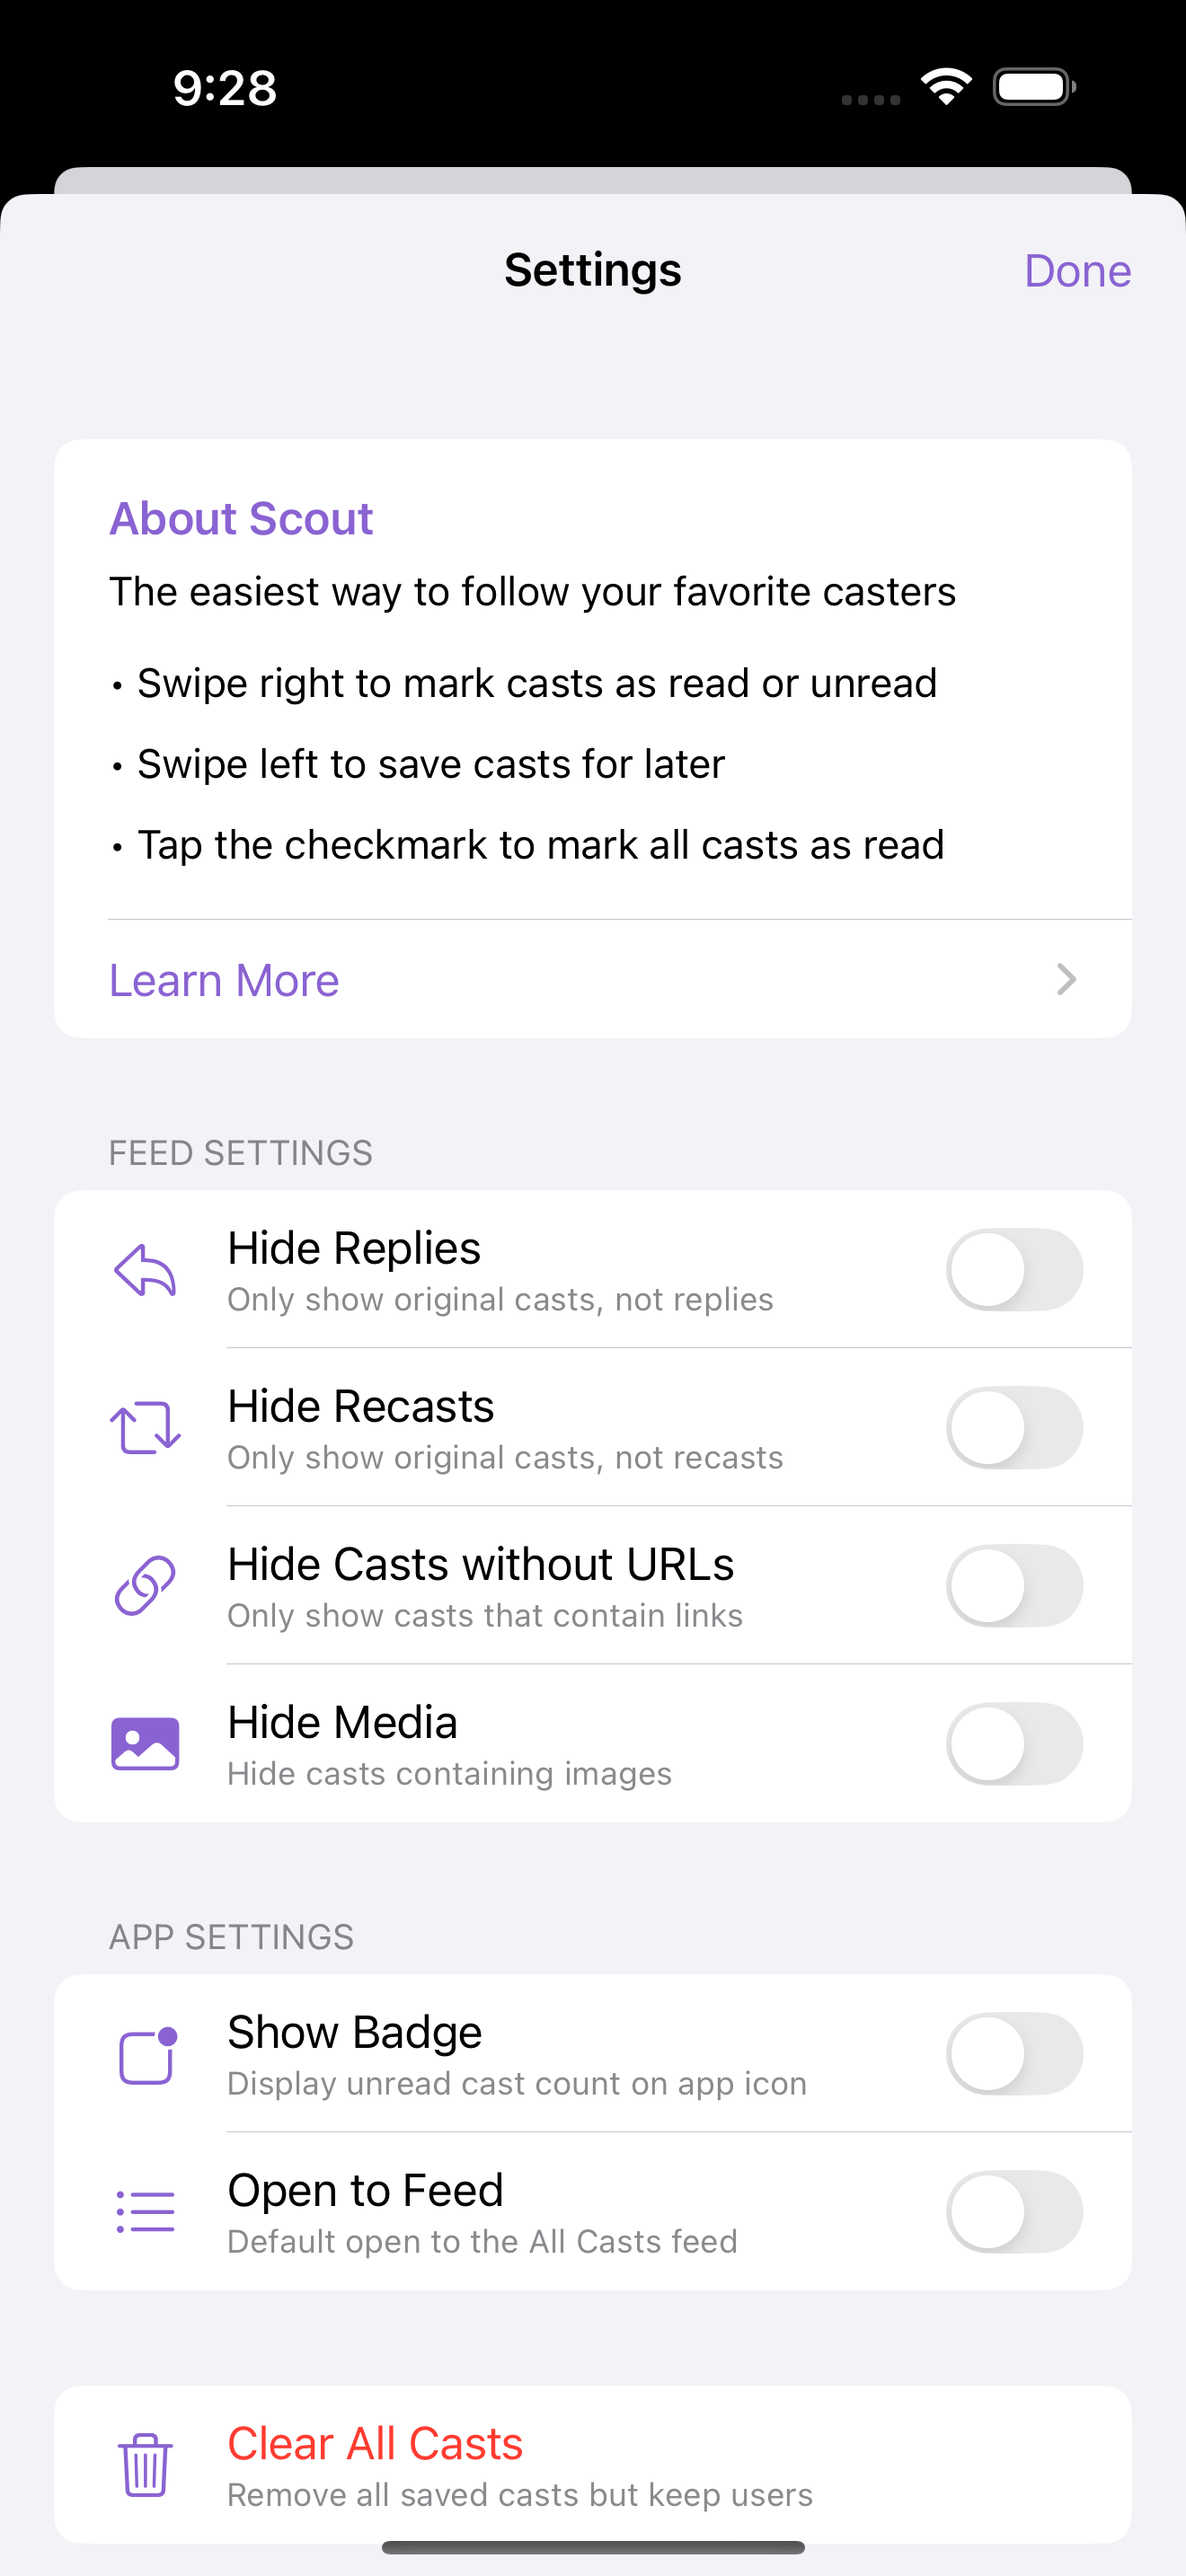 9:28
Settings
Done
About Scout
The easiest way to follow your favorite casters
• Swipe right to mark casts as read or unread
• Swipe left to save casts for later
• Tap the checkmark to mark all casts as read
Learn More
FEED SETTINGS
Hide Replies
Only show original casts, not replies
Hide Recasts
Only show original casts, not recasts
Hide Casts without URLs
Only show casts that contain links
Hide Media
Hide casts containing images
APP SETTINGS
Show Badge
Display unread cast count on app icon
Open to Feed
Default open to the All Casts feed
Clear All Casts
Remove all saved casts but keep users